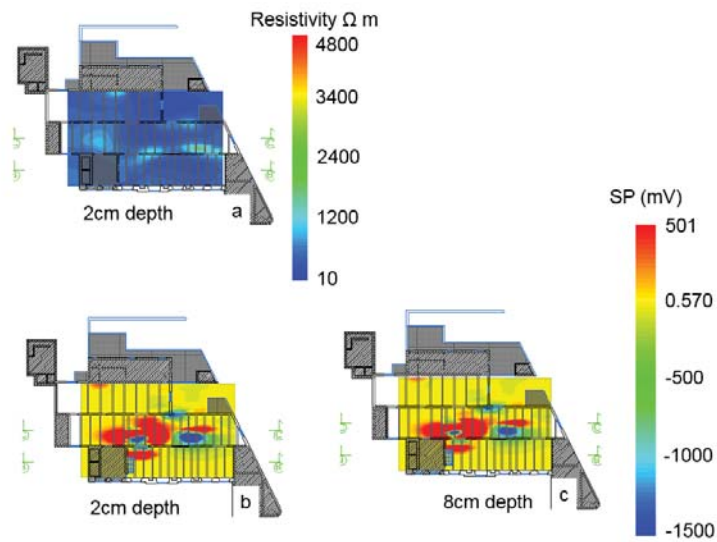 Resistivity Ω m
4800
3400
2400
1200
10
2cm depth
a
SP (mV)
501
0.570
-500
-1000
-1500
2cm depth
b
8cm depth
c